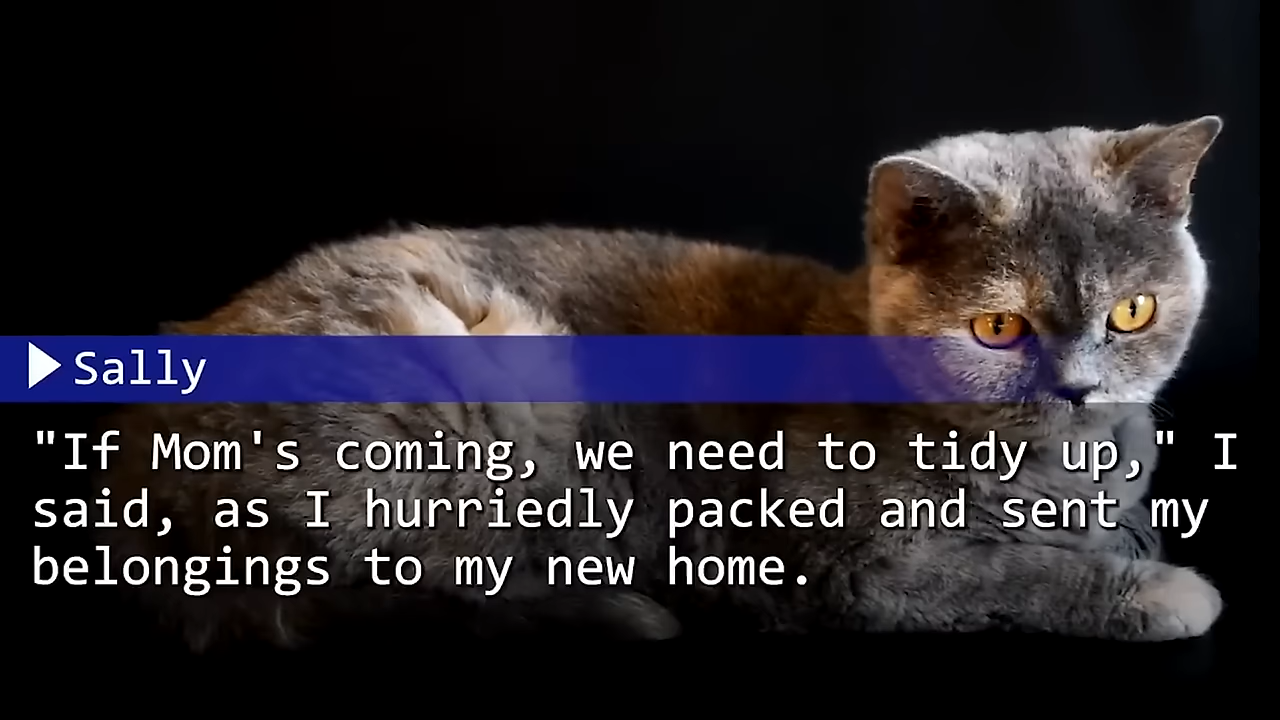 Sally
"If Mom's coming, we need to tidy up," I
said, as I hurriedly packed and sent my
belongings to my new home.